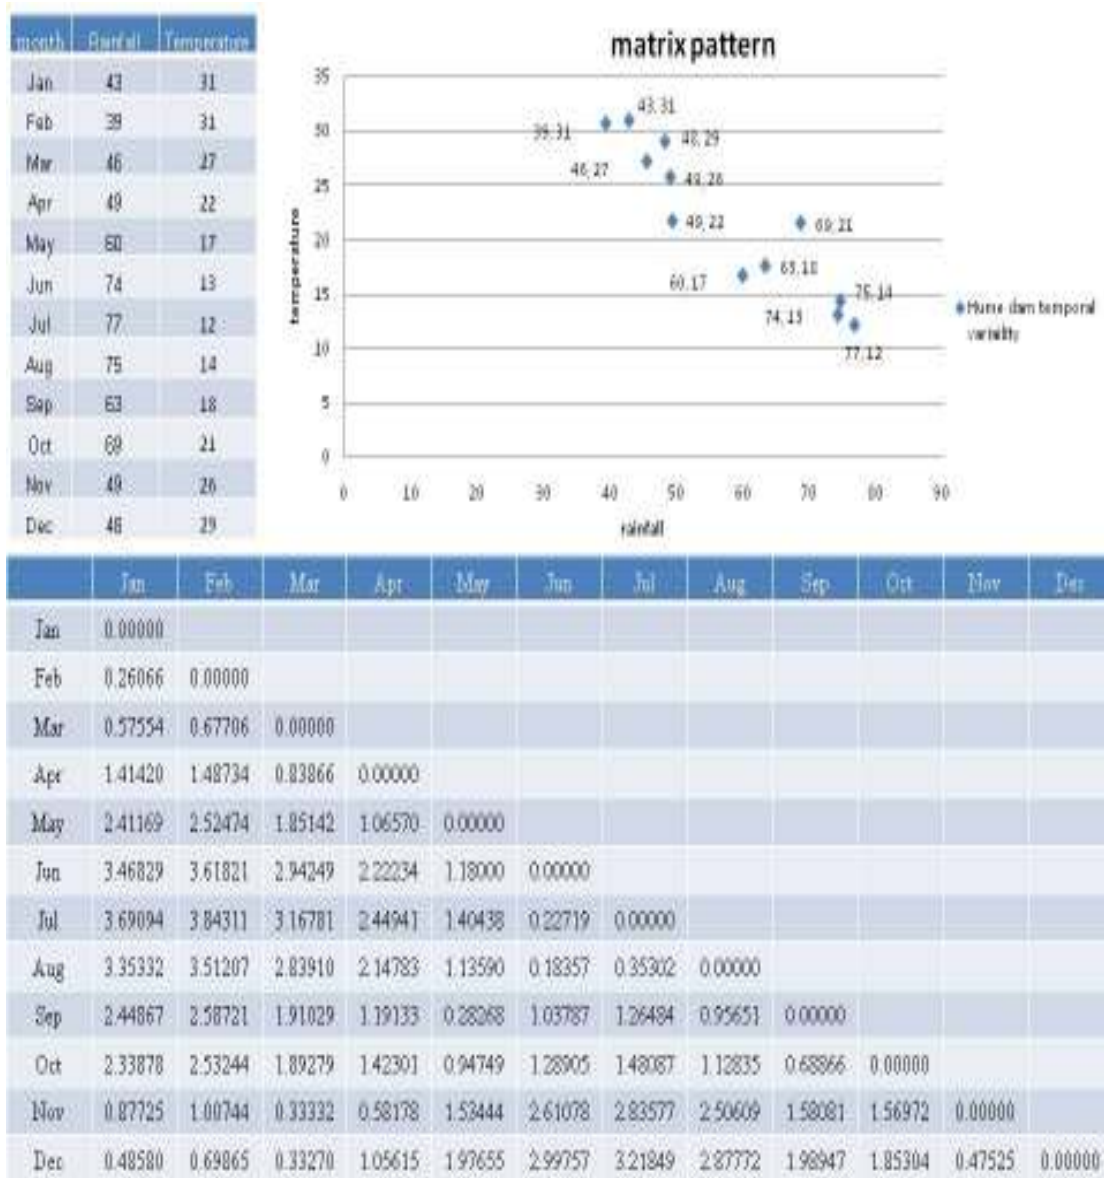 month Rainfall Temperature
Jan 43 31
Feb 39 31
Mar 46 27
Apr 49 22
May 60 17
Jun 74 13
Jul 77 12
Aug 75 14
Sep 63 18
Oct 69 21
Nov 49 26
Dec 48 29
matrix pattern
35
30
25
20
15
10
5
0
temperature
43, 31
39, 31
48, 29
46, 27
49, 26
49, 22
69, 21
63, 18
60, 17
75, 14
74, 13
77, 12
0 10 20 30 40 50 60 70 80 90
rainfall
Hume dam temporal
Jan Feb Mar Apr May Jun Jul Aug Sep Oct Nov Dec
Jan 0.00000
Feb 0.26066 0.00000
Mar 0.57554 0.67706 0.00000
Apr 1.41420 1.48734 0.83866 0.00000
May 2.41169 2.52474 1.85142 1.06570 0.00000
Jun 3.46829 3.61821 2.94249 2.22234 1.18000 0.00000
Jul 3.69094 3.84311 3.16781 2.44941 1.40438 0.22719 0.00000
Aug 3.35332 3.51207 2.83910 2.14783 1.13590 0.18357 0.35302 0.00000
Sep 2.44867 2.58721 1.91029 1.19133 0.28268 1.03787 1.26484 0.95651 0.00000
Oct 2.33878 2.53244 1.89279 1.42301 0.94749 1.28905 1.48087 1.12835 0.68866 0.00000
Nov 0.87725 1.00744 0.33332 0.58178 1.53444 2.61078 2.83577 2.50609 1.58081 1.56972 0.00000
Dec 0.48580 0.69865 0.33270 1.05615 1.97655 2.99757 3.21849 2.87772 1.98947 1.85304 0.47525 0.00000